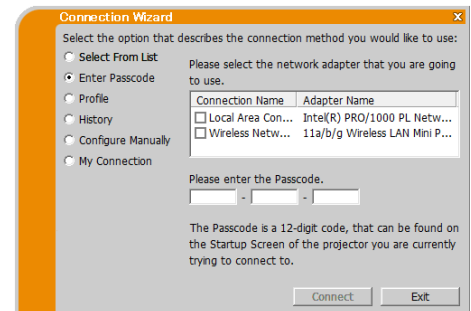 Connection Wizard x
Select the option that describes the connection method you would like to use:
Select From List
Enter Passcode
Profile
History
Configure Manually
My Connection
Please select the network adapter that you are going
to use.
Connection Name Adapter Name
Local Area Con... Intel(R) PRO/1000 PL Netw...
Wireless Netw... 11a/b/g Wireless LAN Mini P...
Please enter the Passcode.
- -
The Passcode is a 12-digit code, that can be found on
the Startup Screen of the projector you are currently
trying to connect to.
Connect Exit